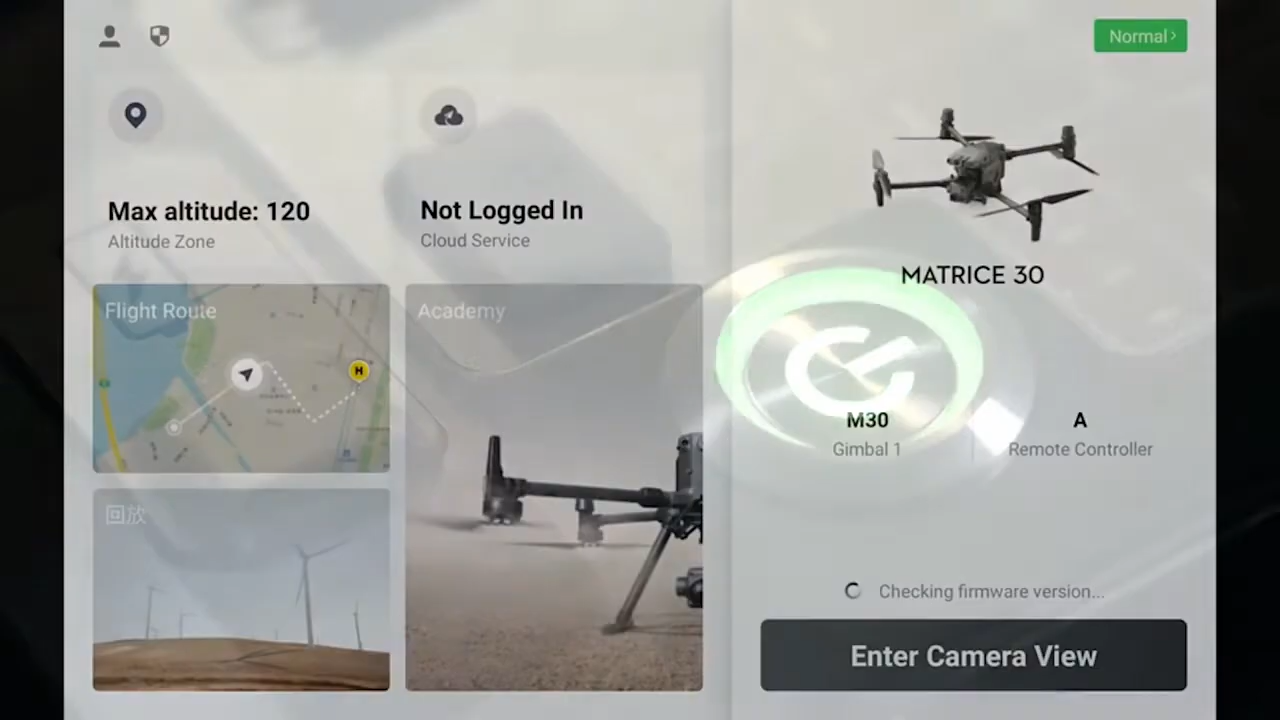 Normal
Max altitude: 120
Altitude Zone
Not Logged In
Cloud Service
Flight Route
H
回放
Academy
MATRICE 30
M30
Gimbal 1
A
Remote Controller
Checking firmware version...
Enter Camera View